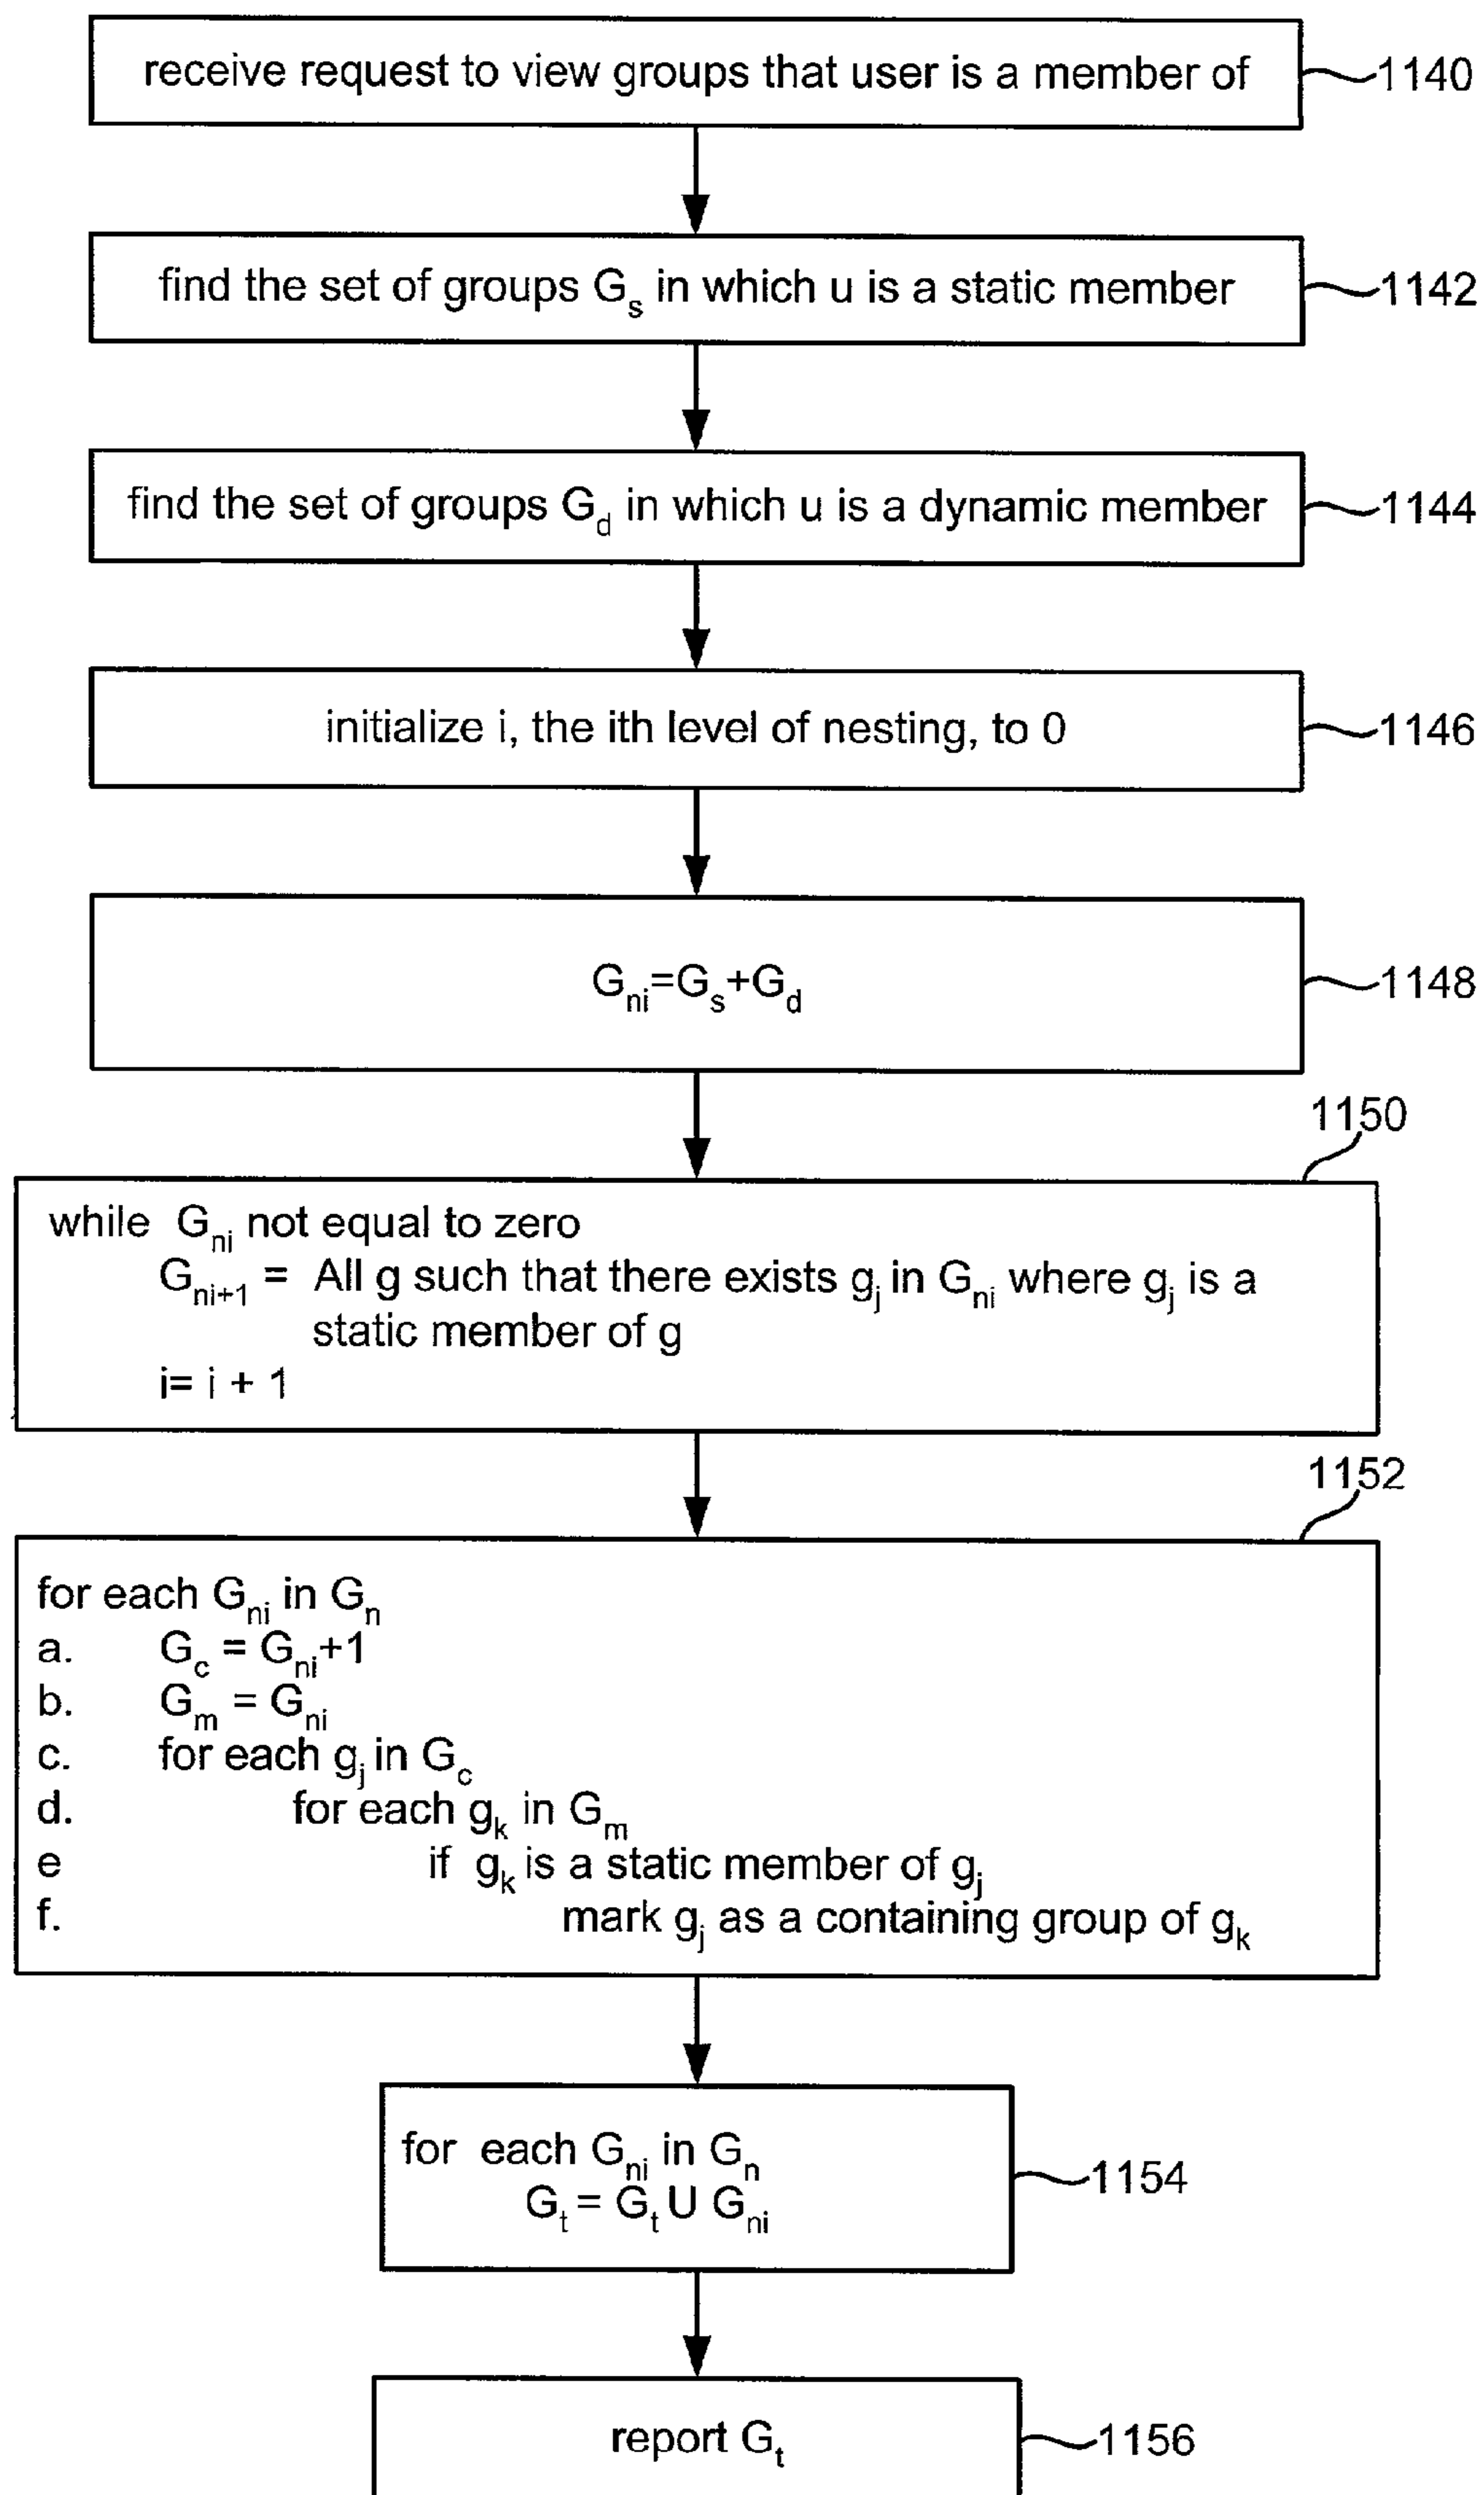 receive request to view groups that user is a member of 1140
find the set of groups Gs in which u is a static member 1142
find the set of groups Gd in which u is a dynamic member 1144
initialize i, the ith level of nesting, to 0 1146
Gni=Gs+Gd 1148
1150
while Gni not equal to zero
Gni+1 = All g such that there exists gj in Gni where gj is a
static member of g
i= i + 1
1152
for each Gni in Gn
a. Gc = Gni+1
b. Gm = Gni
c. for each gj in Gc
d. for each gk in Gm
e if gk is a static member of gj
f. mark gj as a containing group of gk
for each Gni in Gn
Gt = Gt U Gni
1154
report Gt 1156